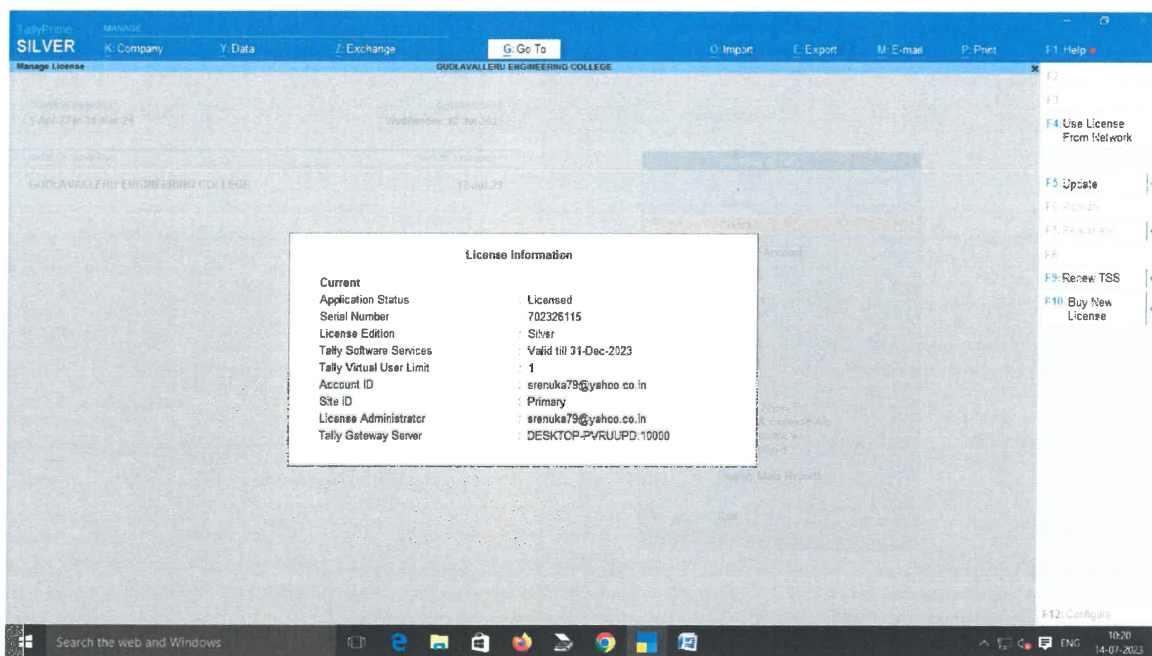 TallyPrime
MANAGE
SILVER
K: Company
Y: Data
Z: Exchange
G: Go To
O: Import
E: Export
M: E-mail
P: Print
F1: Help
Manage License
GUDLAVALLERU ENGINEERING COLLEGE
F2
F3
F4: Use License
From Network
F5: Update
F7: Reactivate
F8
F9: Renew TSS
F10: Buy New
License
GUDLAVALLERU ENGINEERING COLLEGE
License Information
Current
Application Status : Licensed
Serial Number : 702326115
License Edition : Silver
Tally Software Services : Valid till 31-Dec-2023
Tally Virtual User Limit : 1
Account ID : srenuka79@yahoo.co.in
Site ID : Primary
License Administrator : srenuka79@yahoo.co.in
Tally Gateway Server : DESKTOP-PVRUUPD:10000
F12: Configure
Search the web and Windows
ENG
10:20
14-07-2023